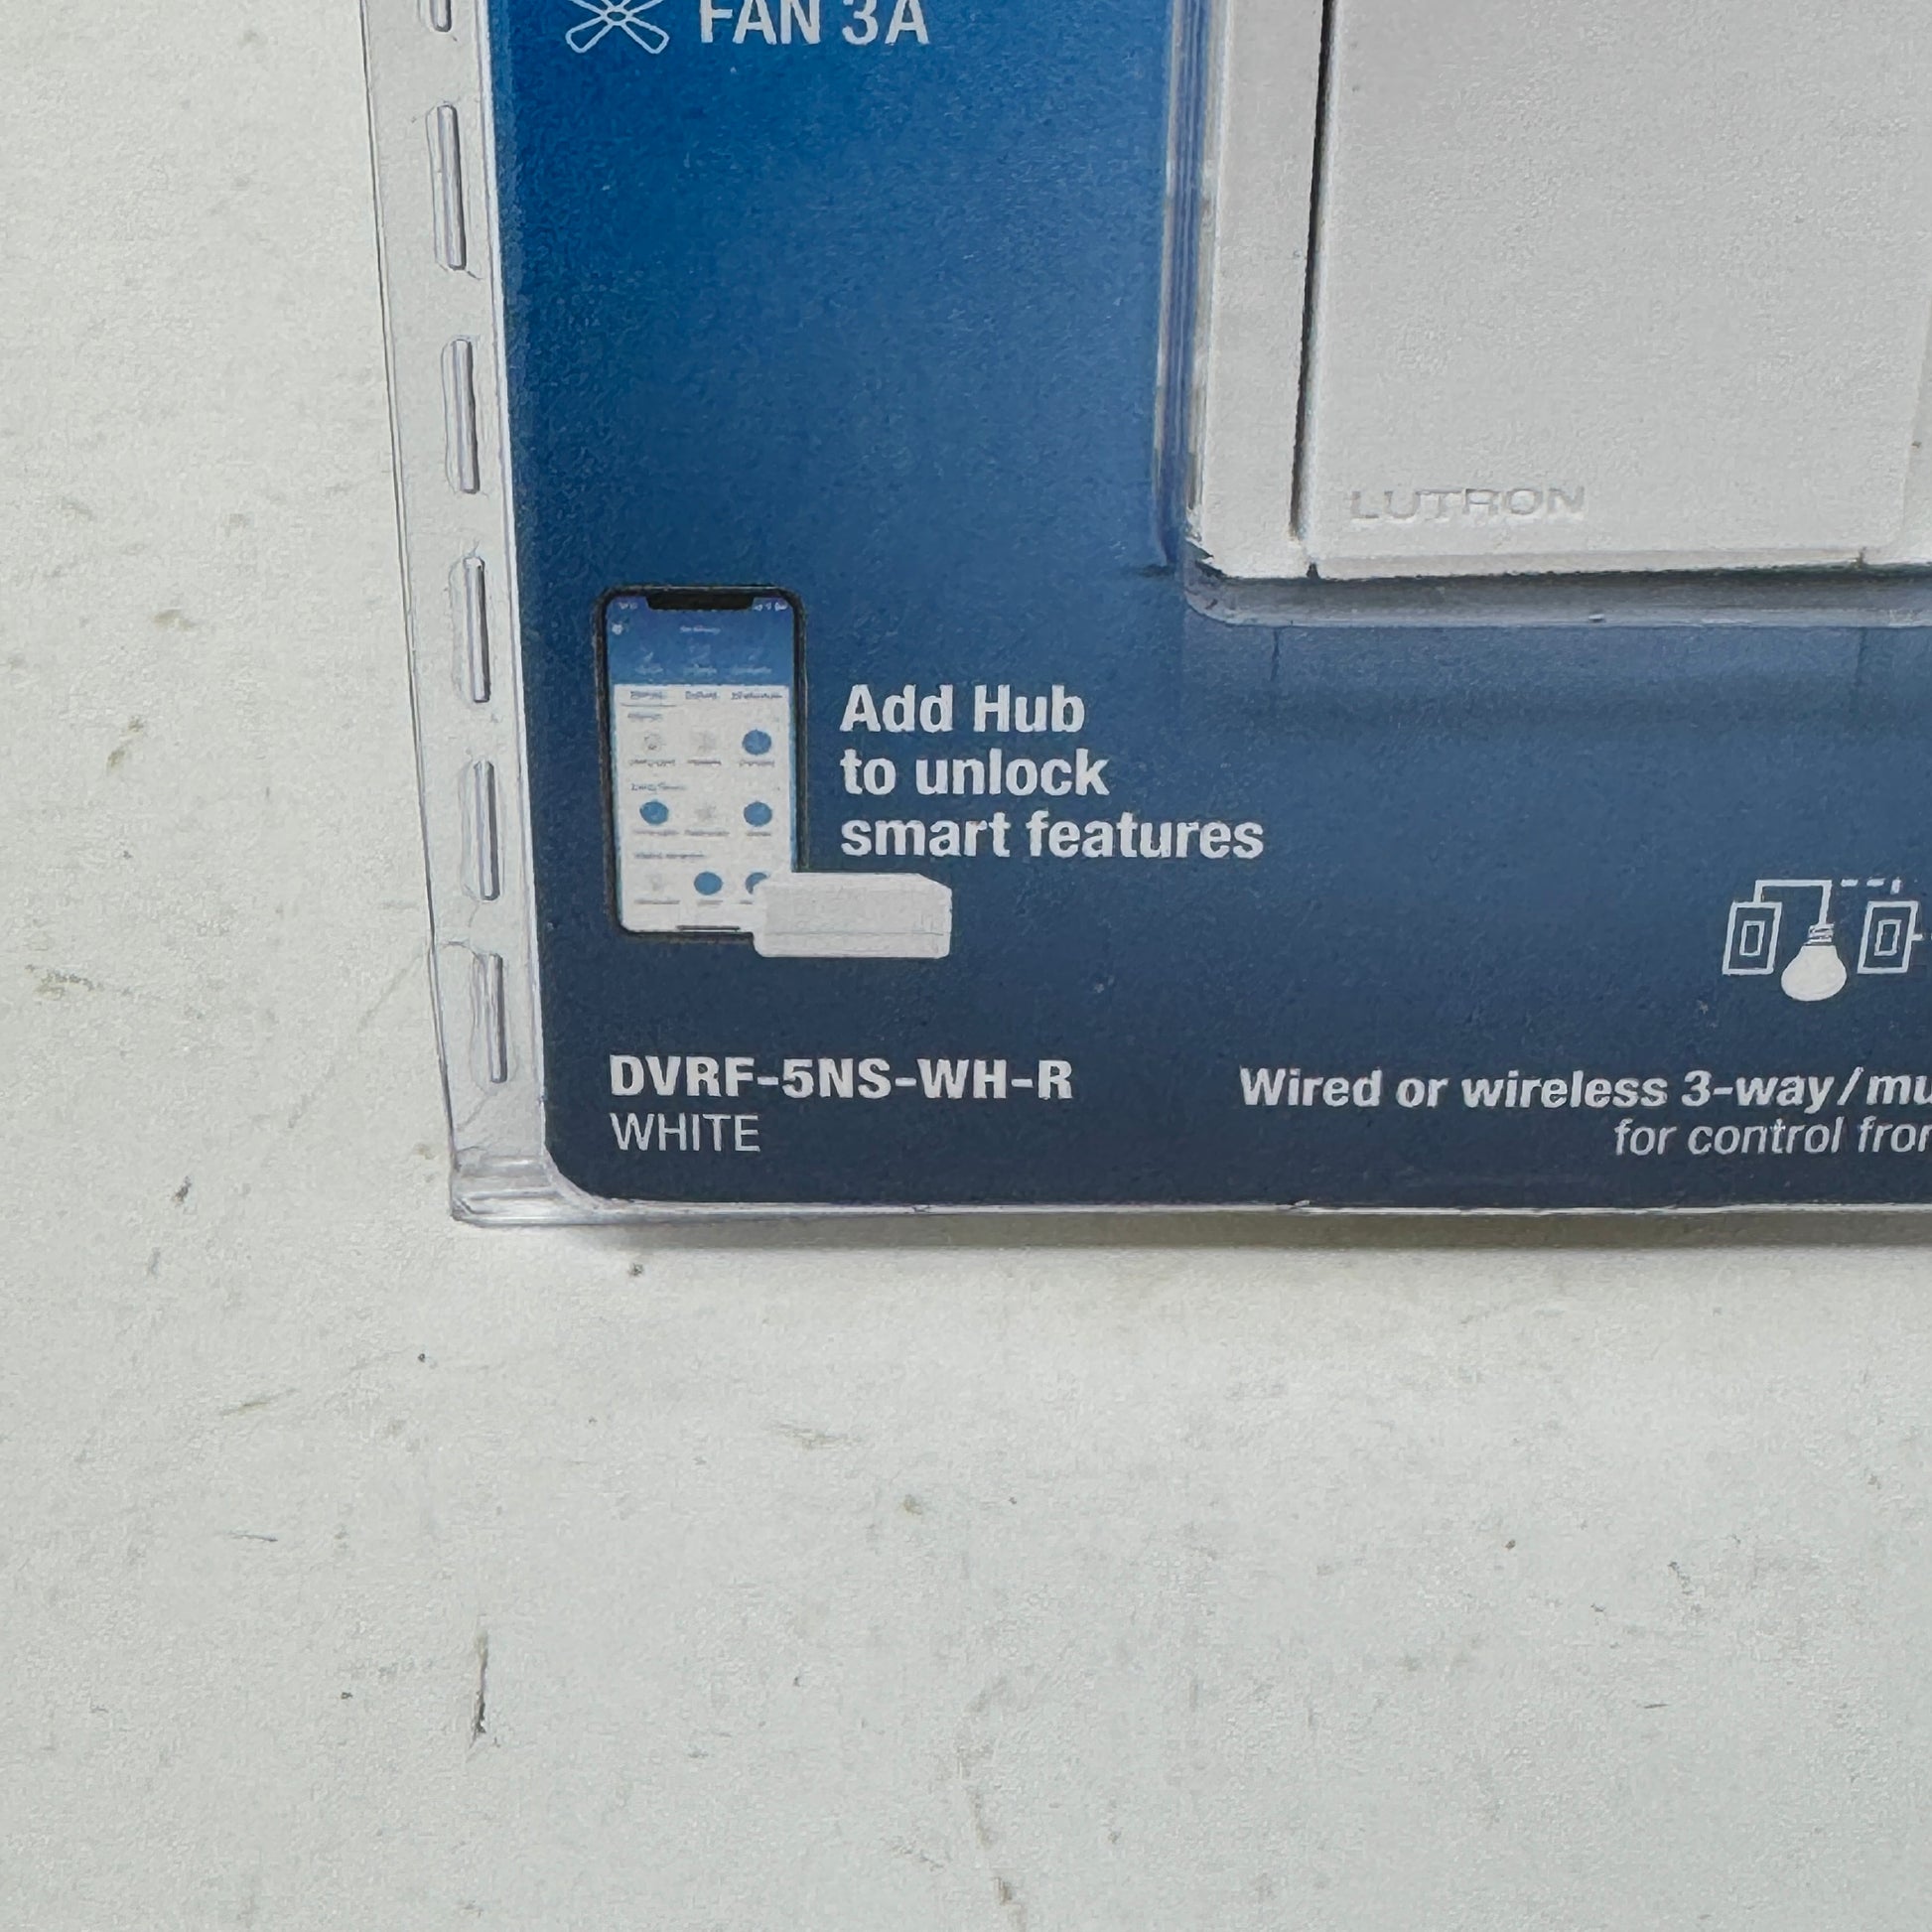 FAN 3A
LUTRON
Add Hub
to unlock
smart features
DVRF-5NS-WH-R
WHITE
Wired or wireless 3-way/mu
for control fron